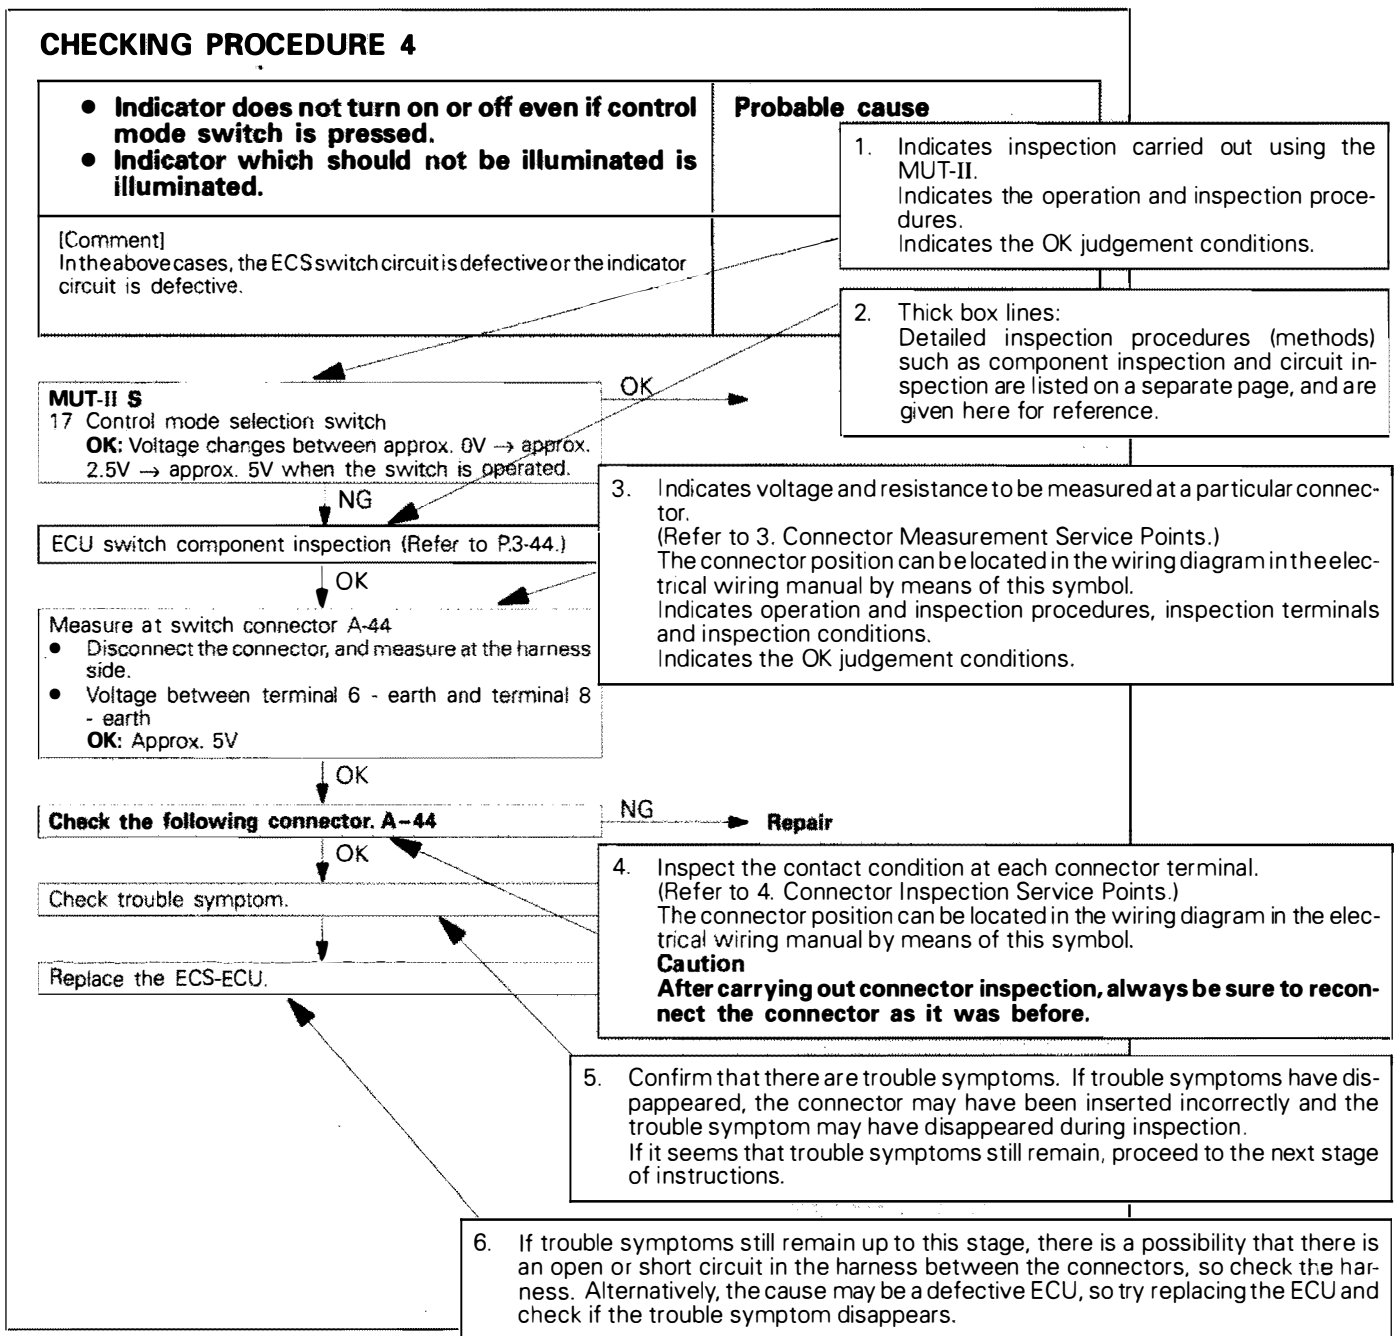 CHECKING PROCEDURE 4
● Indicator does not turn on or off even if control
mode switch is pressed.
● Indicator which should not be illuminated is
illuminated.
Probable cause
[Comment]
In the above cases, the ECS switch circuit is defective or the indicator
circuit is defective.
1. Indicates inspection carried out using the
MUT-II.
Indicates the operation and inspection proce-
dures.
Indicates the OK judgement conditions.
2. Thick box lines:
Detailed inspection procedures (methods)
such as component inspection and circuit in-
spection are listed on a separate page, and are
given here for reference.
MUT-II S
17 Control mode selection switch
OK: Voltage changes between approx. 0V → approx.
2.5V → approx. 5V when the switch is operated.
OK
NG
3. Indicates voltage and resistance to be measured at a particular connec-
tor.
(Refer to 3. Connector Measurement Service Points.)
The connector position can be located in the wiring diagram in the elec-
trical wiring manual by means of this symbol.
Indicates operation and inspection procedures, inspection terminals
and inspection conditions.
Indicates the OK judgement conditions.
ECU switch component inspection (Refer to P.3-44.)
OK
Measure at switch connector A-44
● Disconnect the connector, and measure at the harness
side.
● Voltage between terminal 6 - earth and terminal 8
- earth
OK: Approx. 5V
OK
Check the following connector. A-44
NG
Repair
OK
4. Inspect the contact condition at each connector terminal.
(Refer to 4. Connector Inspection Service Points.)
The connector position can be located in the wiring diagram in the elec-
trical wiring manual by means of this symbol.
Caution
After carrying out connector inspection, always be sure to recon-
nect the connector as it was before.
Check trouble symptom.
Replace the ECS-ECU.
5. Confirm that there are trouble symptoms. If trouble symptoms have dis-
pappeared, the connector may have been inserted incorrectly and the
trouble symptom may have disappeared during inspection.
If it seems that trouble symptoms still remain, proceed to the next stage
of instructions.
6. If trouble symptoms still remain up to this stage, there is a possibility that there is
an open or short circuit in the harness between the connectors, so check the har-
ness. Alternatively, the cause may be a defective ECU, so try replacing the ECU and
check if the trouble symptom disappears.